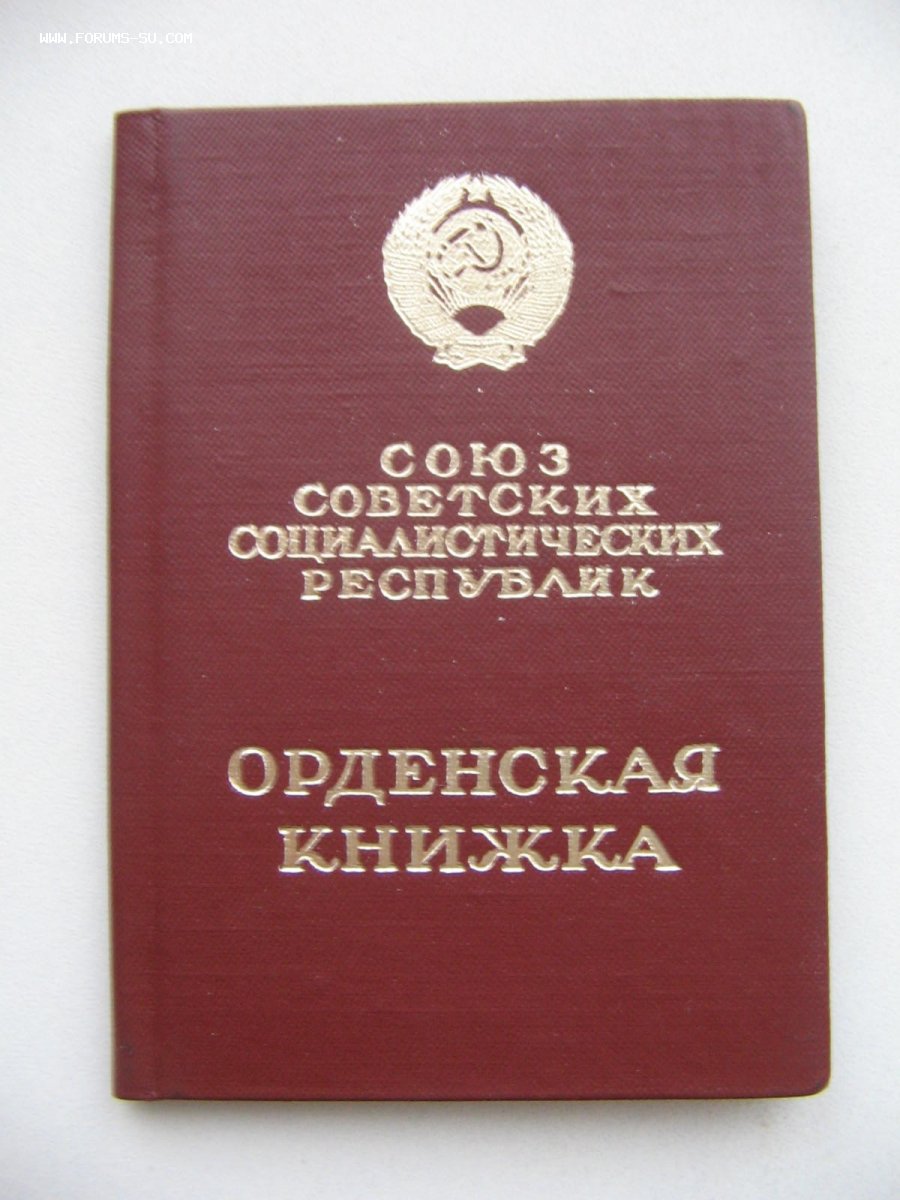 WWW.FORUMS-SU.COM
СОЮЗ
СОВЕТСКИХ
СОЦИАЛИСТИЧЕСКИХ
РЕСПУБЛИК
ОРДЕНСКАЯ
КНИЖКА